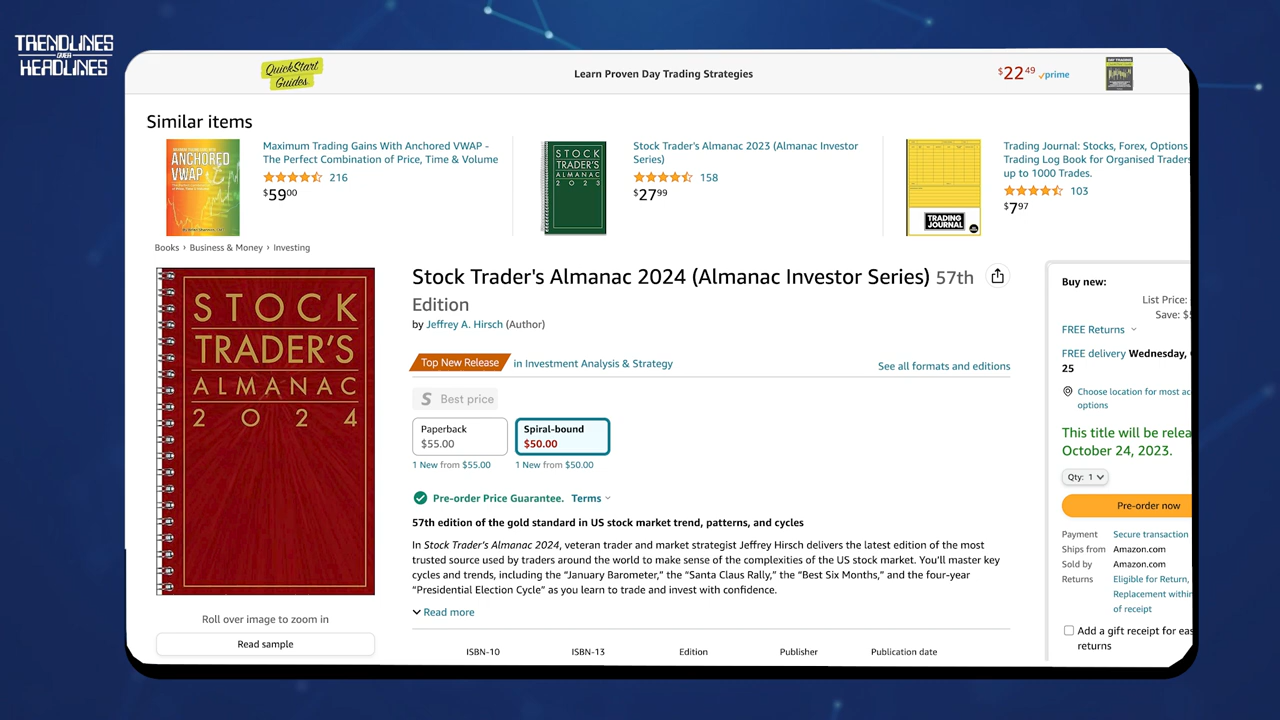 TRENDLINES
OVER
HEADLINES
QuickStart
Guides
Learn Proven Day Trading Strategies
$22 49 prime
Similar items
ANCHORED
VWAP
Maximum Trading Gains With Anchored VWAP -
The Perfect Combination of Price, Time & Volume
216
$59 00
STOCK
TRADER'S
ALMANAC
2 0 2 3
Stock Trader's Almanac 2023 (Almanac Investor
Series)
158
$27 99
TRADING
JOURNAL
Trading Journal: Stocks, Forex, Options
Trading Log Book for Organised Traders
up to 1000 Trades.
103
$7 97
Books › Business & Money › Investing
STOCK
TRADER'S
ALMANAC
2 0 2 4
Roll over image to zoom in
Read sample
Stock Trader's Almanac 2024 (Almanac Investor Series) 57th
Edition
by Jeffrey A. Hirsch (Author)
Top New Release in Investment Analysis & Strategy
See all formats and editions
S Best price
Paperback
$55.00
1 New from $55.00
Spiral-bound
$50.00
1 New from $50.00
Pre-order Price Guarantee. Terms
57th edition of the gold standard in US stock market trend, patterns, and cycles
In Stock Trader's Almanac 2024, veteran trader and market strategist Jeffrey Hirsch delivers the latest edition of the most
trusted source used by traders around the world to make sense of the complexities of the US stock market. You'll master key
cycles and trends, including the “January Barometer,” the “Santa Claus Rally,” the “Best Six Months,” and the four-year
“Presidential Election Cycle” as you learn to trade and invest with confidence.
Read more
ISBN-10
ISBN-13
Edition
Publisher
Publication date
Buy new:
List Price:
Save:
FREE Returns
FREE delivery Wednesday,
25
Choose location for most
options
This title will be
October 24, 2023.
Qty: 1
Pre-order now
Payment Secure transaction
Ships from Amazon.com
Sold by Amazon.com
Returns Eligible for Return,
Replacement
of receipt
Add a gift receipt for
returns